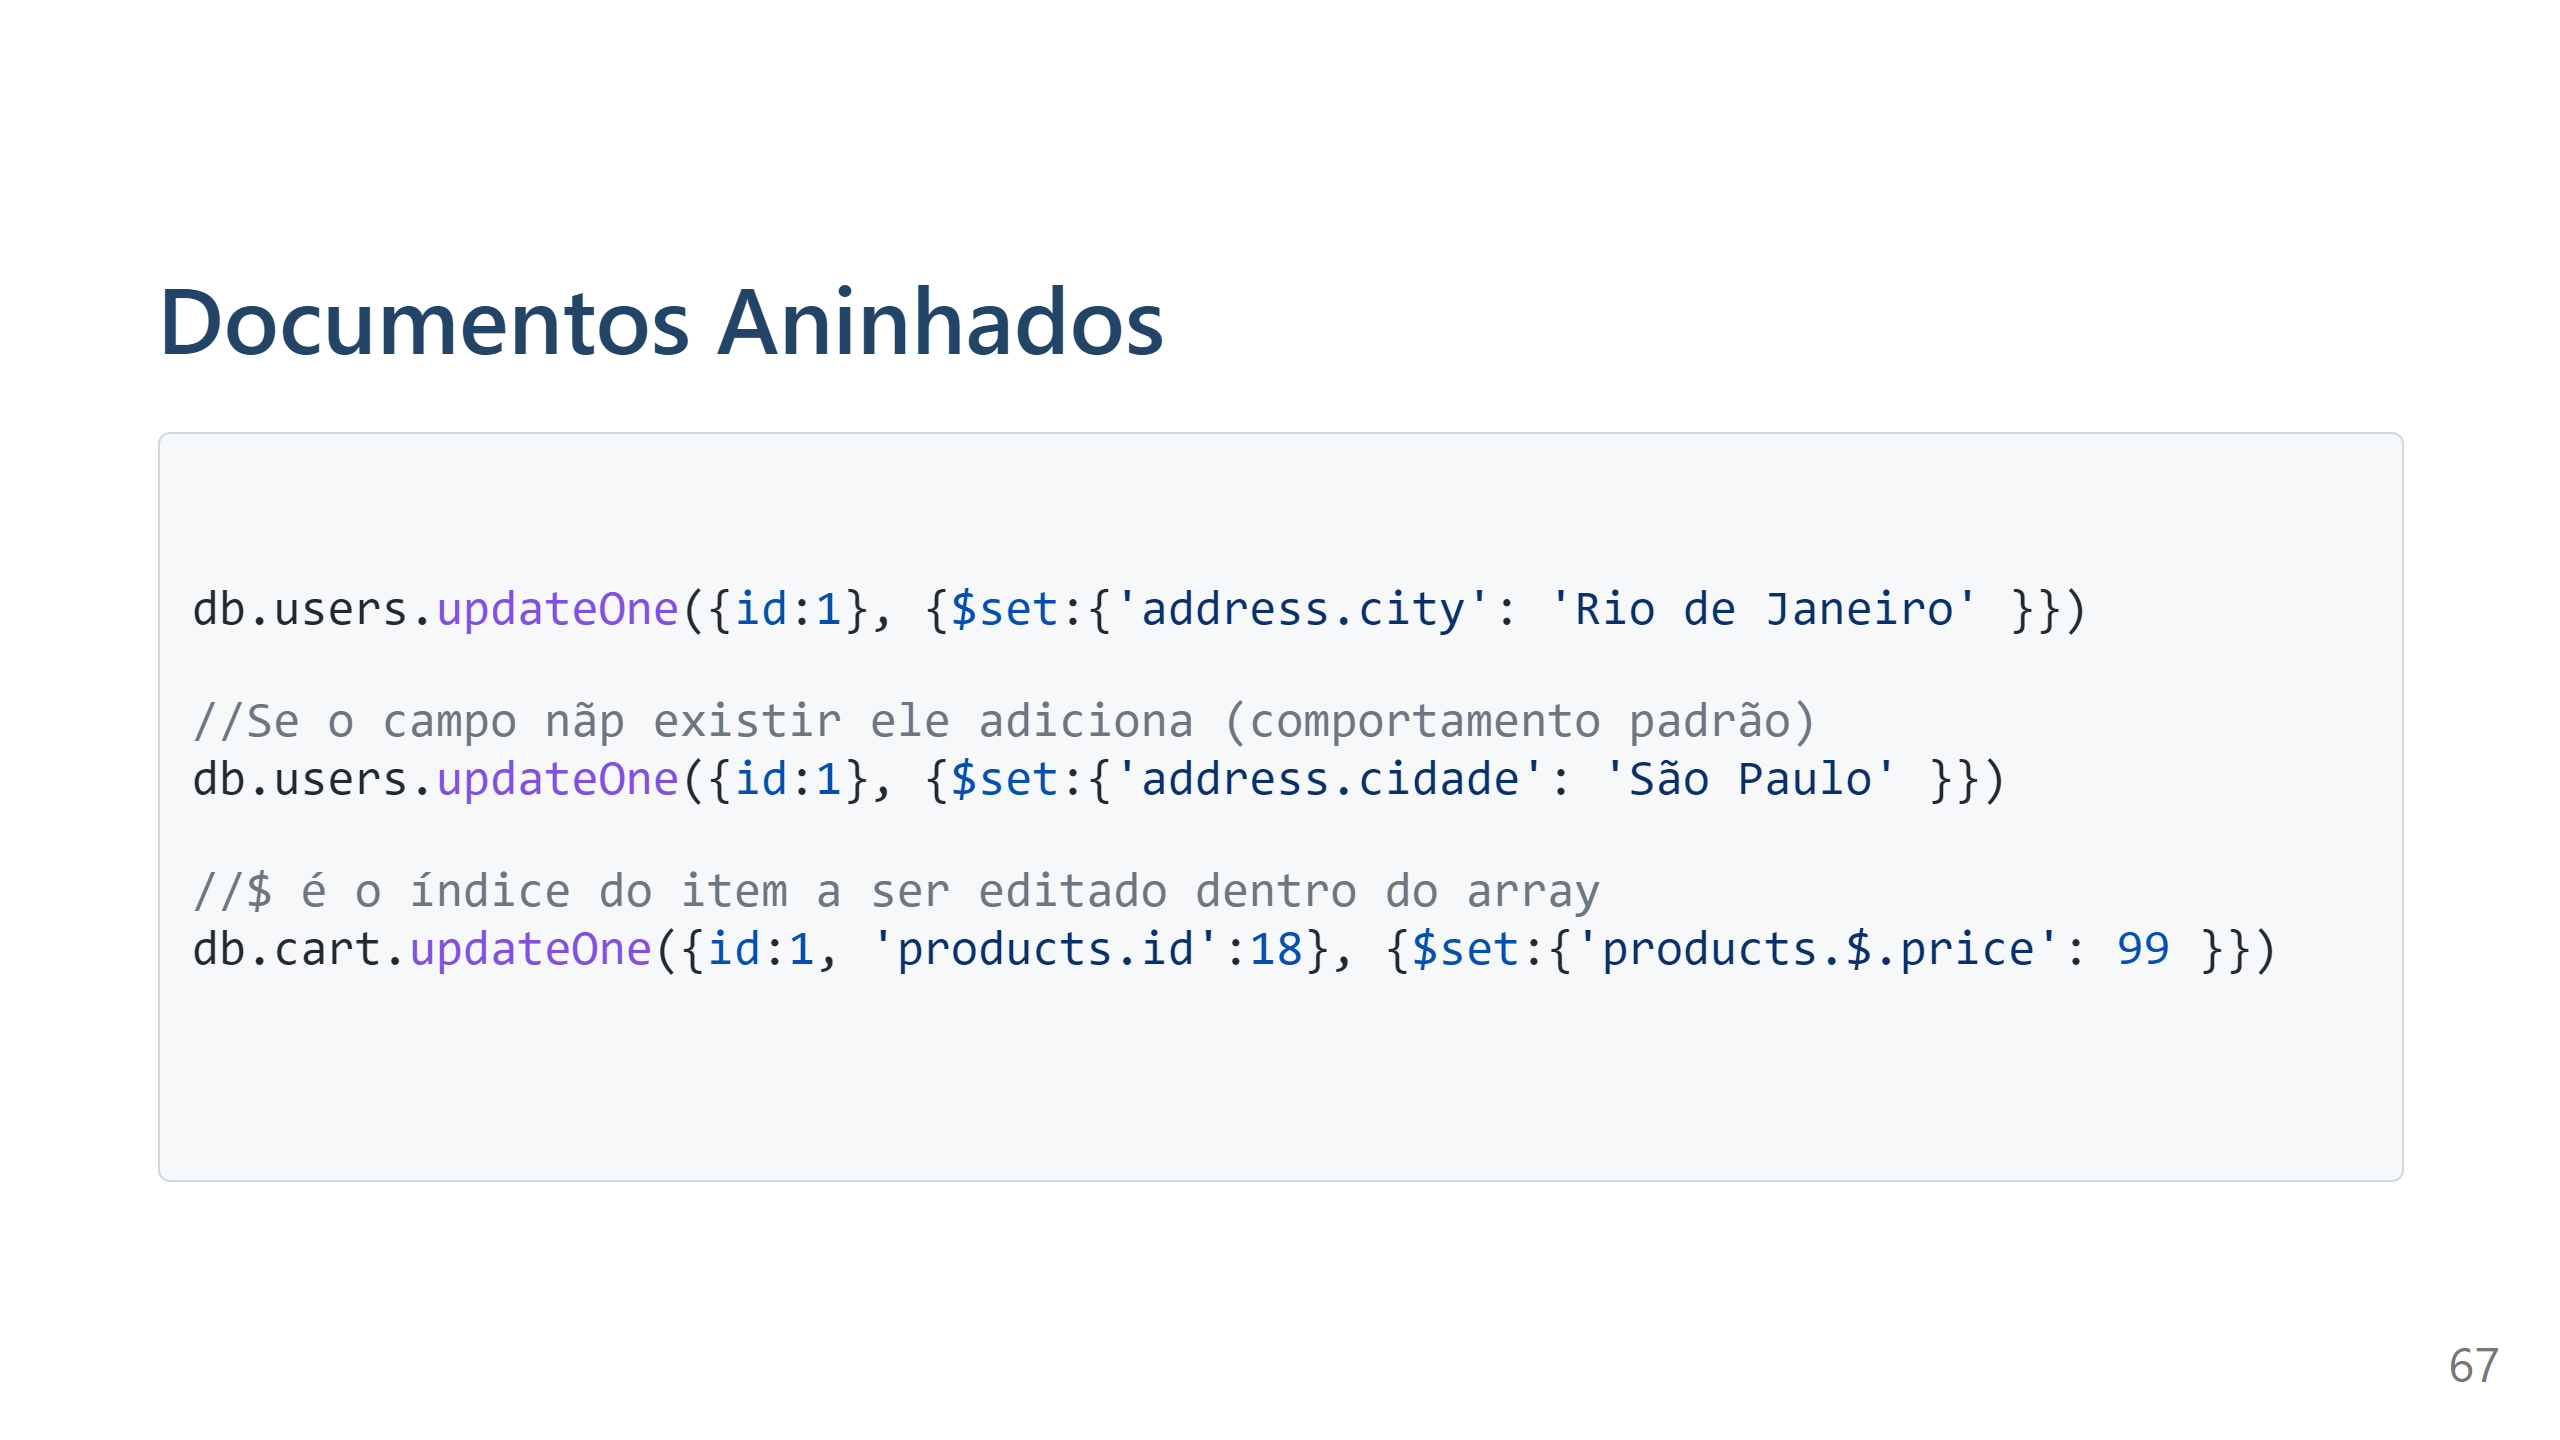 Documentos Aninhados
db.users.updateOne({id:1}, {$set:{'address.city': 'Rio de Janeiro' }})
//Se o campo nãp existir ele adiciona (comportamento padrão)
db.users.updateOne({id:1}, {$set:{'address.cidade': 'São Paulo' }})
//$ é o índice do item a ser editado dentro do array
db.cart.updateOne({id:1, 'products.id':18}, {$set:{'products.$.price': 99 }})
67